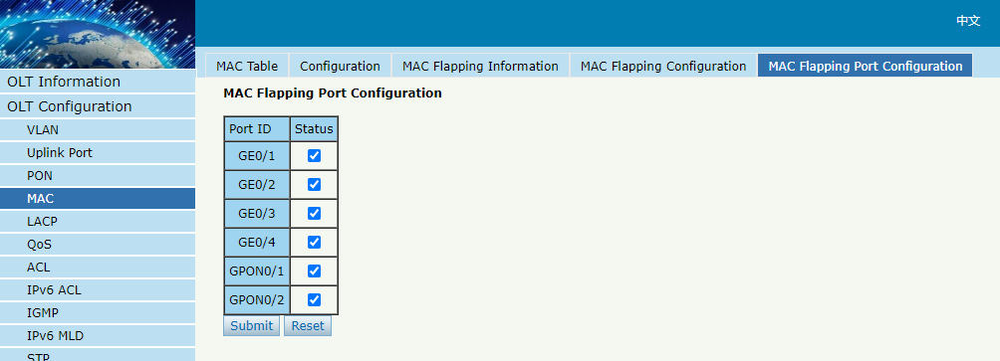 中文
MAC Table Configuration MAC Flapping Information MAC Flapping Configuration MAC Flapping Port Configuration
OLT Information
OLT Configuration
VLAN
Uplink Port
PON
MAC
LACP
QoS
ACL
IPv6 ACL
IGMP
IPv6 MLD
STP
MAC Flapping Port Configuration
Port ID Status
GE0/1
GE0/2
GE0/3
GE0/4
GPON0/1
GPON0/2
Submit Reset